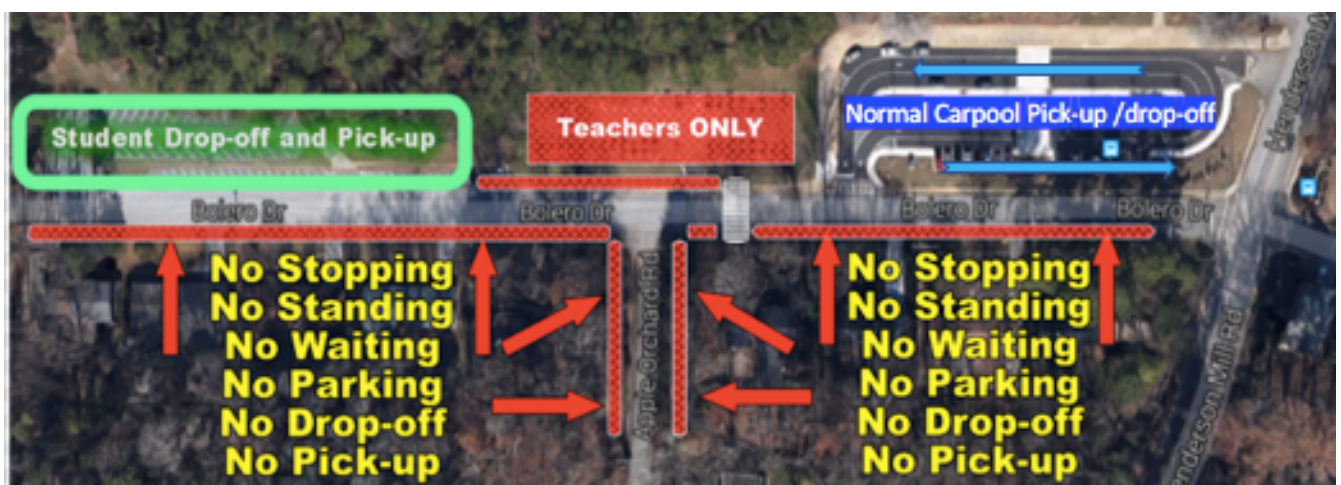 Student Drop-off and Pick-up
Teachers ONLY
Normal Carpool Pick-up /drop-off
Henderson M
Bolero Dr
Bolero Dr
Bolero Dr
Bolero Dr
No Stopping
No Standing
No Waiting
No Parking
No Drop-off
No Pick-up
Apple Orchard Rd
No Stopping
No Standing
No Waiting
No Parking
No Drop-off
No Pick-up
enderson Mill Rd